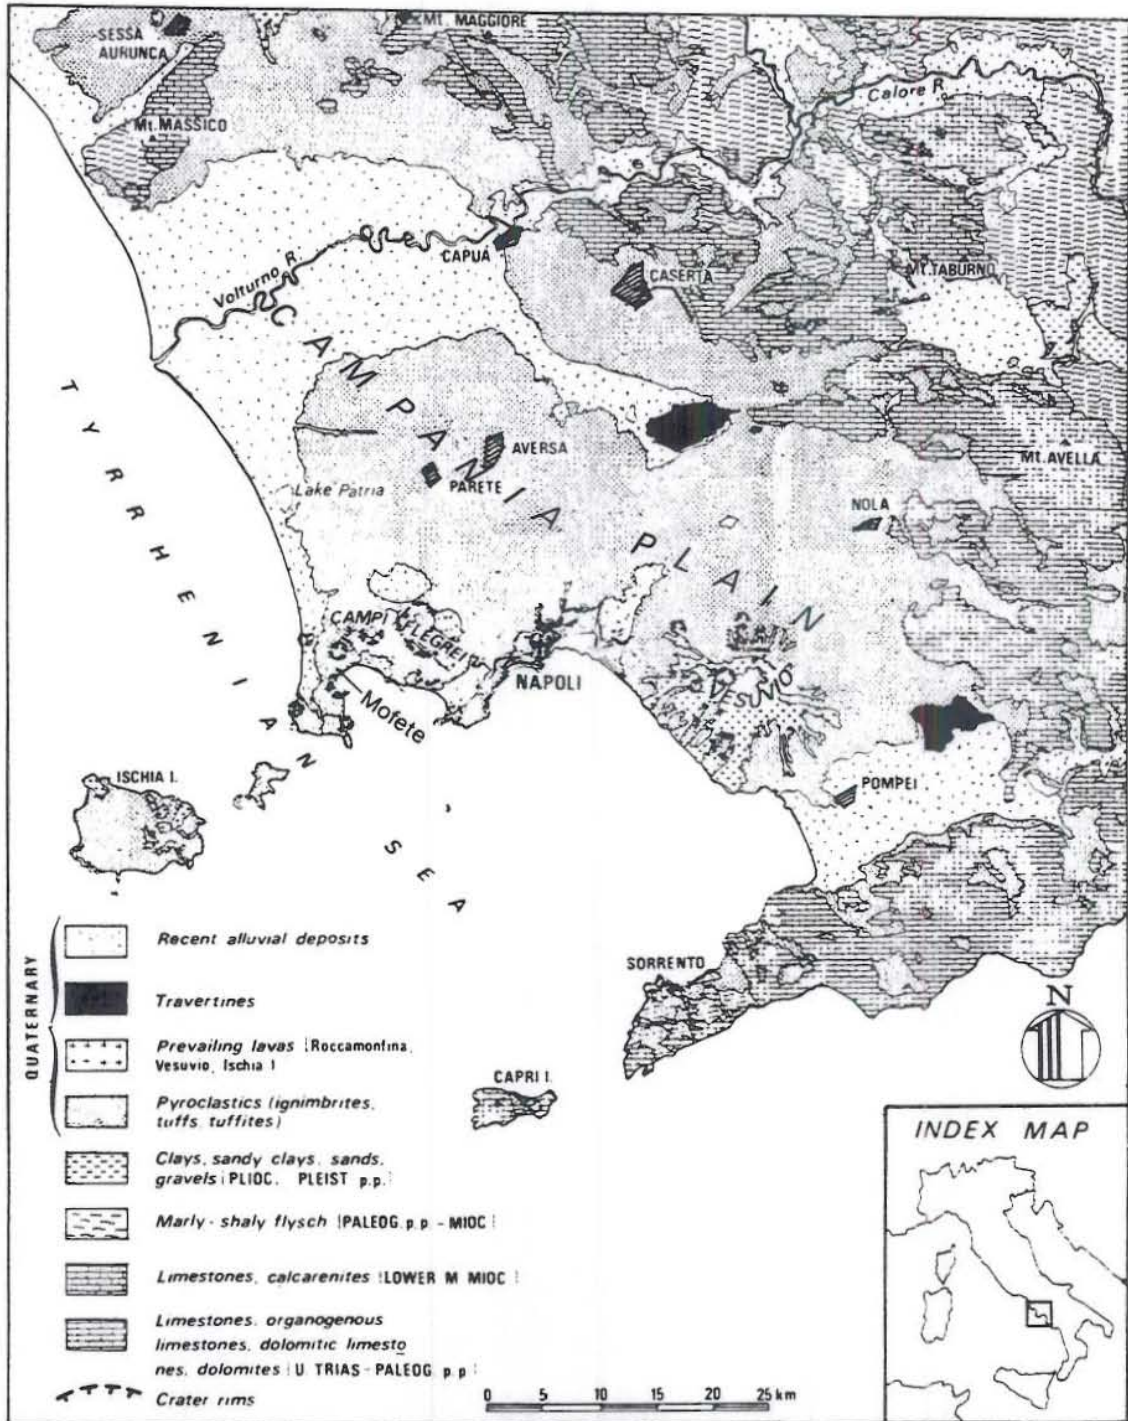 Mt. MAGGIORE
SESSA
AURUNCA
Calore R.
Mt. MASSICO
CAPUA
CASERTA
Mt. TABURNO
Volturno R.
CAMPANIA PLAIN
AVERSA
PARETE
Mt. AVELLA
Lake Patria
NOLA
TYRRHENIAN SEA
CAMPI FLEGREI
NAPOLI
VESUVIO
Mofete
ISCHIA I.
POMPEI
SORRENTO
CAPRI I.
N
QUATERNARY
Recent alluvial deposits
Travertines
Prevailing lavas (Roccamonfina,
Vesuvio, Ischia I
Pyroclastics (ignimbrites,
tuffs, tuffites)
Clays, sandy clays, sands,
gravels (PLIOC. PLEIST p.p.)
Marly-shaly flysch (PALEOG. p.p. - MIOC)
Limestones, calcarenites (LOWER M MIOC)
Limestones, organogenous
limestones, dolomitic limesto
nes, dolomites (U TRIAS - PALEOG p.p)
Crater rims
0 5 10 15 20 25 km
INDEX MAP